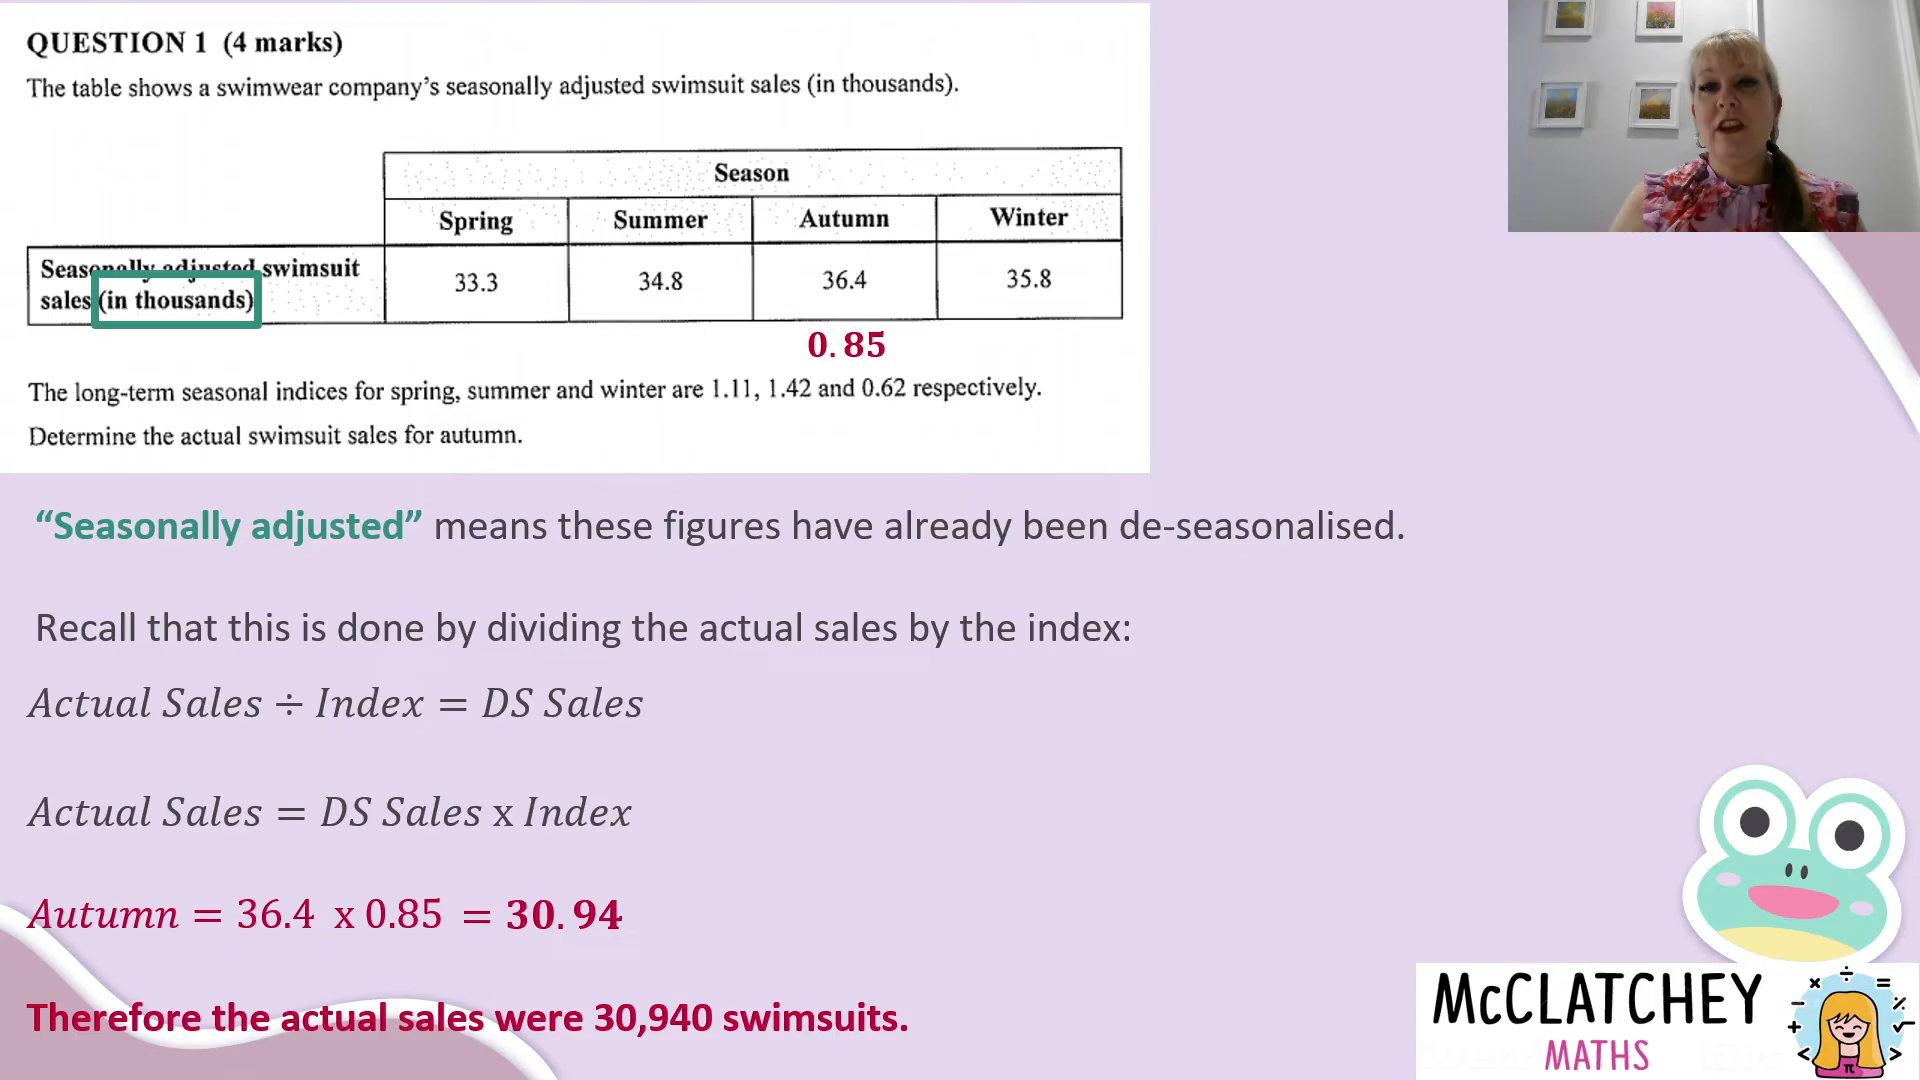 QUESTION 1 (4 marks)
The table shows a swimwear company's seasonally adjusted swimsuit sales (in thousands).
Season
Spring Summer Autumn Winter
Seasonally adjusted swimsuit
sales (in thousands)
33.3 34.8 36.4 35.8
0.85
The long-term seasonal indices for spring, summer and winter are 1.11, 1.42 and 0.62 respectively.
Determine the actual swimsuit sales for autumn.
“Seasonally adjusted” means these figures have already been de-seasonalised.
Recall that this is done by dividing the actual sales by the index:
Actual Sales ÷ Index = DS Sales
Actual Sales = DS Sales x Index
Autumn = 36.4 x 0.85 = 30.94
Therefore the actual sales were 30,940 swimsuits.
McCLATCHEY
MATHS